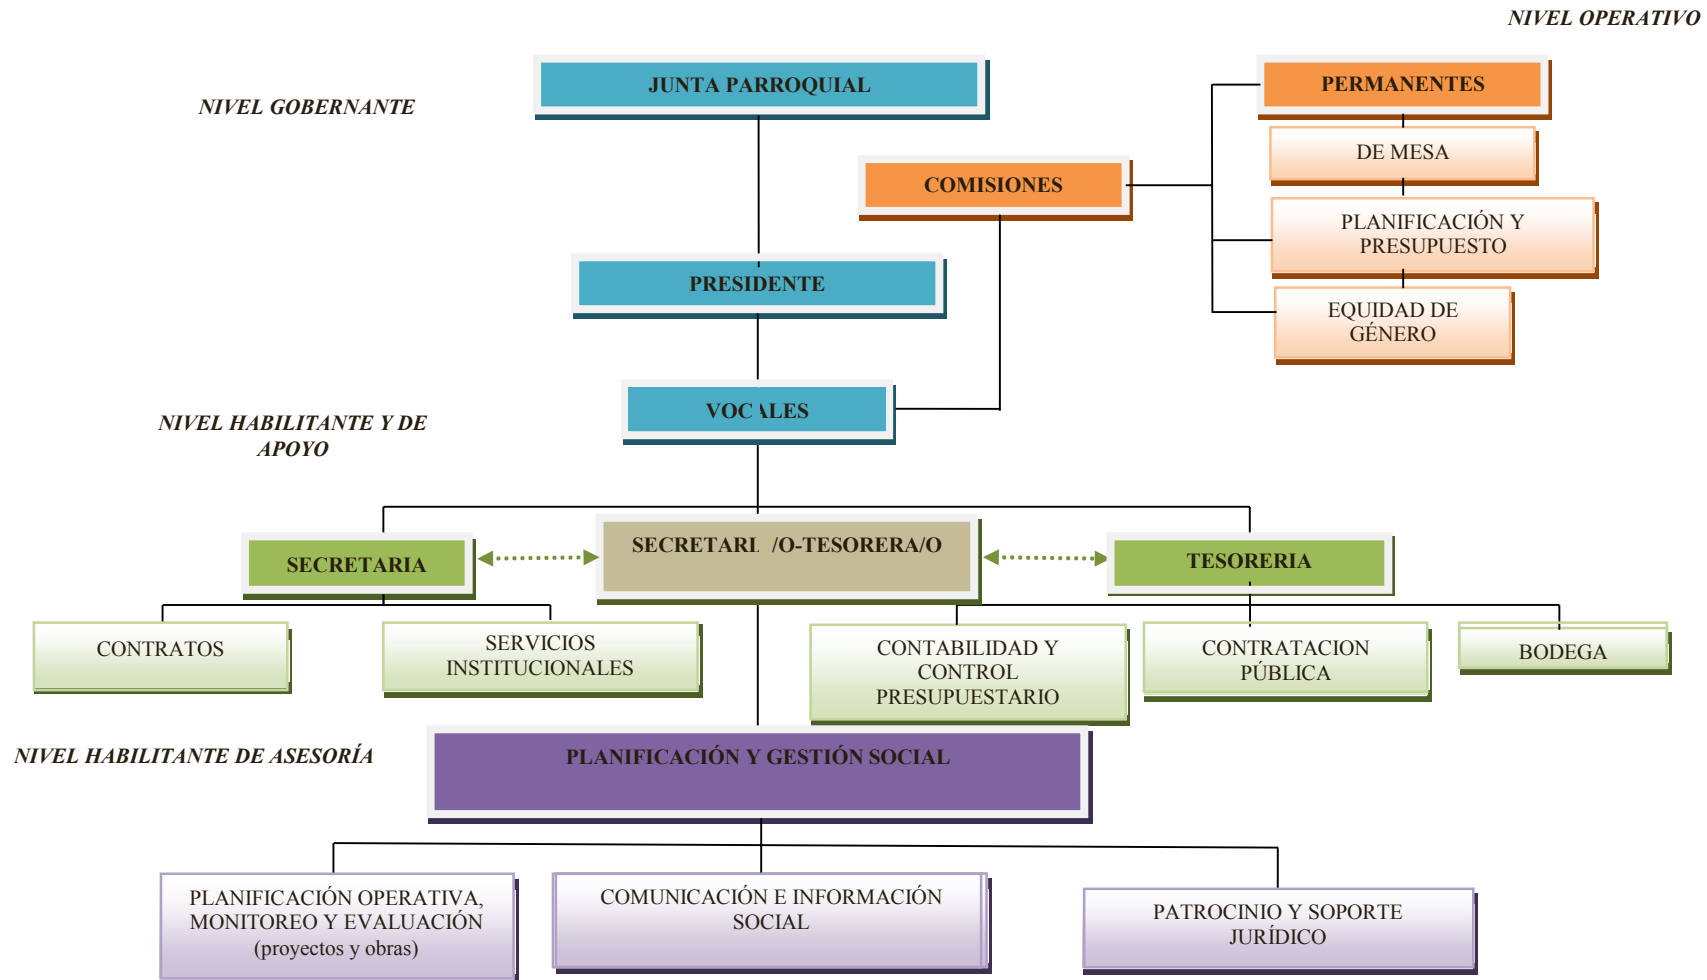 NIVEL OPERATIVO
JUNTA PARROQUIAL
PERMANENTES
NIVEL GOBERNANTE
DE MESA
COMISIONES
PLANIFICACIÓN Y
PRESUPUESTO
PRESIDENTE
EQUIDAD DE
GÉNERO
VOCALES
NIVEL HABILITANTE Y DE
APOYO
SECRETARIA
SECRETARI /O-TESORERA/O
TESORERIA
CONTRATOS
SERVICIOS
INSTITUCIONALES
CONTABILIDAD Y
CONTROL
PRESUPUESTARIO
CONTRATACION
PÚBLICA
BODEGA
NIVEL HABILITANTE DE ASESORÍA
PLANIFICACIÓN Y GESTIÓN SOCIAL
PLANIFICACIÓN OPERATIVA,
MONITOREO Y EVALUACIÓN
(proyectos y obras)
COMUNICACIÓN E INFORMACIÓN
SOCIAL
PATROCINIO Y SOPORTE
JURÍDICO